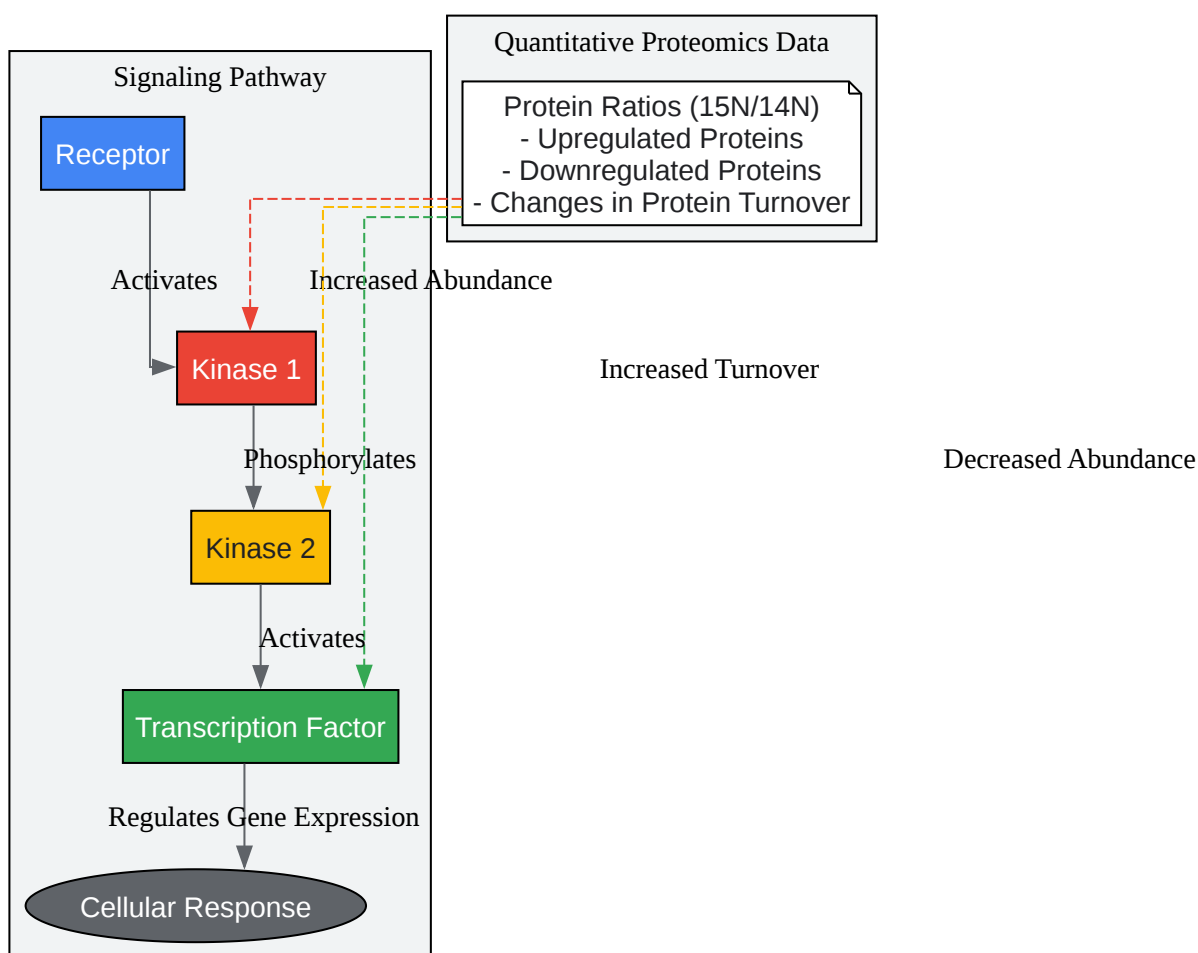 Quantitative Proteomics Data
Signaling Pathway
Protein Ratios (15N/14N)
- Upregulated Proteins
- Downregulated Proteins
- Changes in Protein Turnover
Receptor
Activates
Increased Abundance
Kinase 1
Increased Turnover
Phosphorylates
Decreased Abundance
Kinase 2
Activates
Transcription Factor
Regulates Gene Expression
Cellular Response